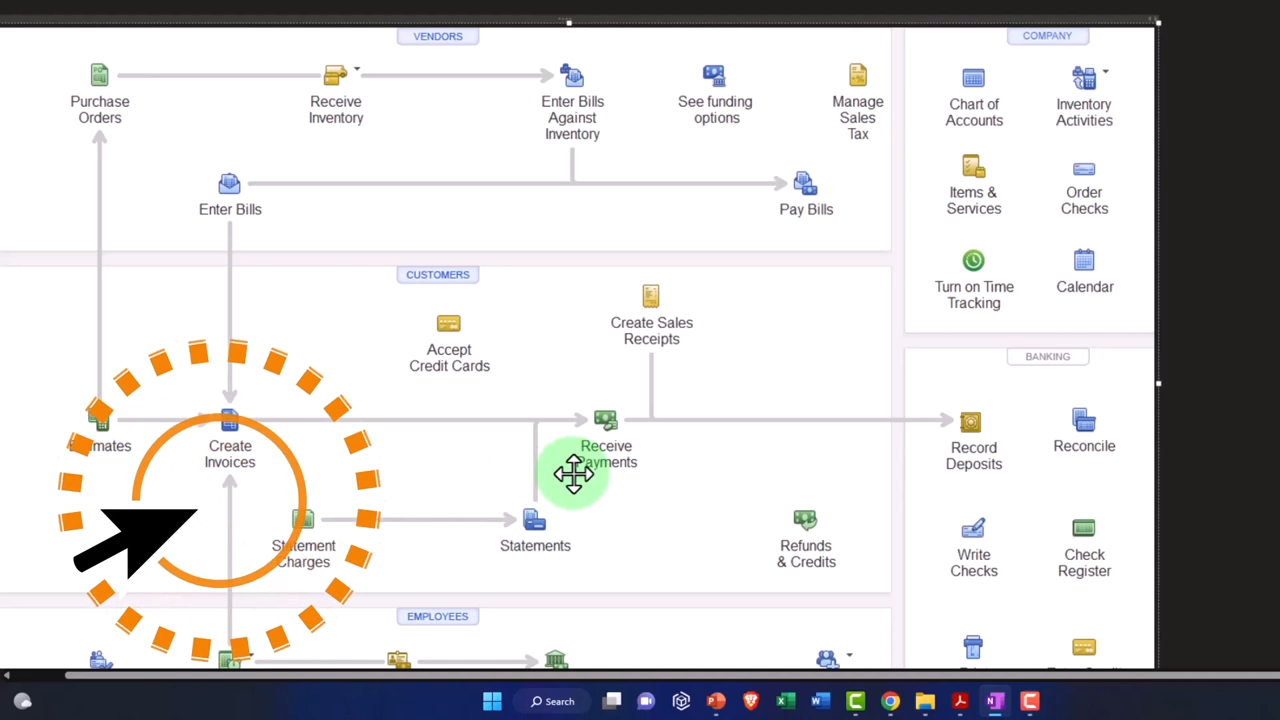 VENDORS
COMPANY
Purchase
Orders
Receive
Inventory
Enter Bills
Against
Inventory
See funding
options
Manage
Sales
Tax
Chart of
Accounts
Inventory
Activities
Enter Bills
Pay Bills
Items &
Services
Order
Checks
Turn on Time
Tracking
Calendar
CUSTOMERS
Create Sales
Receipts
Accept
Credit Cards
BANKING
Create
Invoices
Receive
Payments
Record
Deposits
Reconcile
Statement
Charges
Statements
Refunds
& Credits
Write
Checks
Check
Register
EMPLOYEES
Search